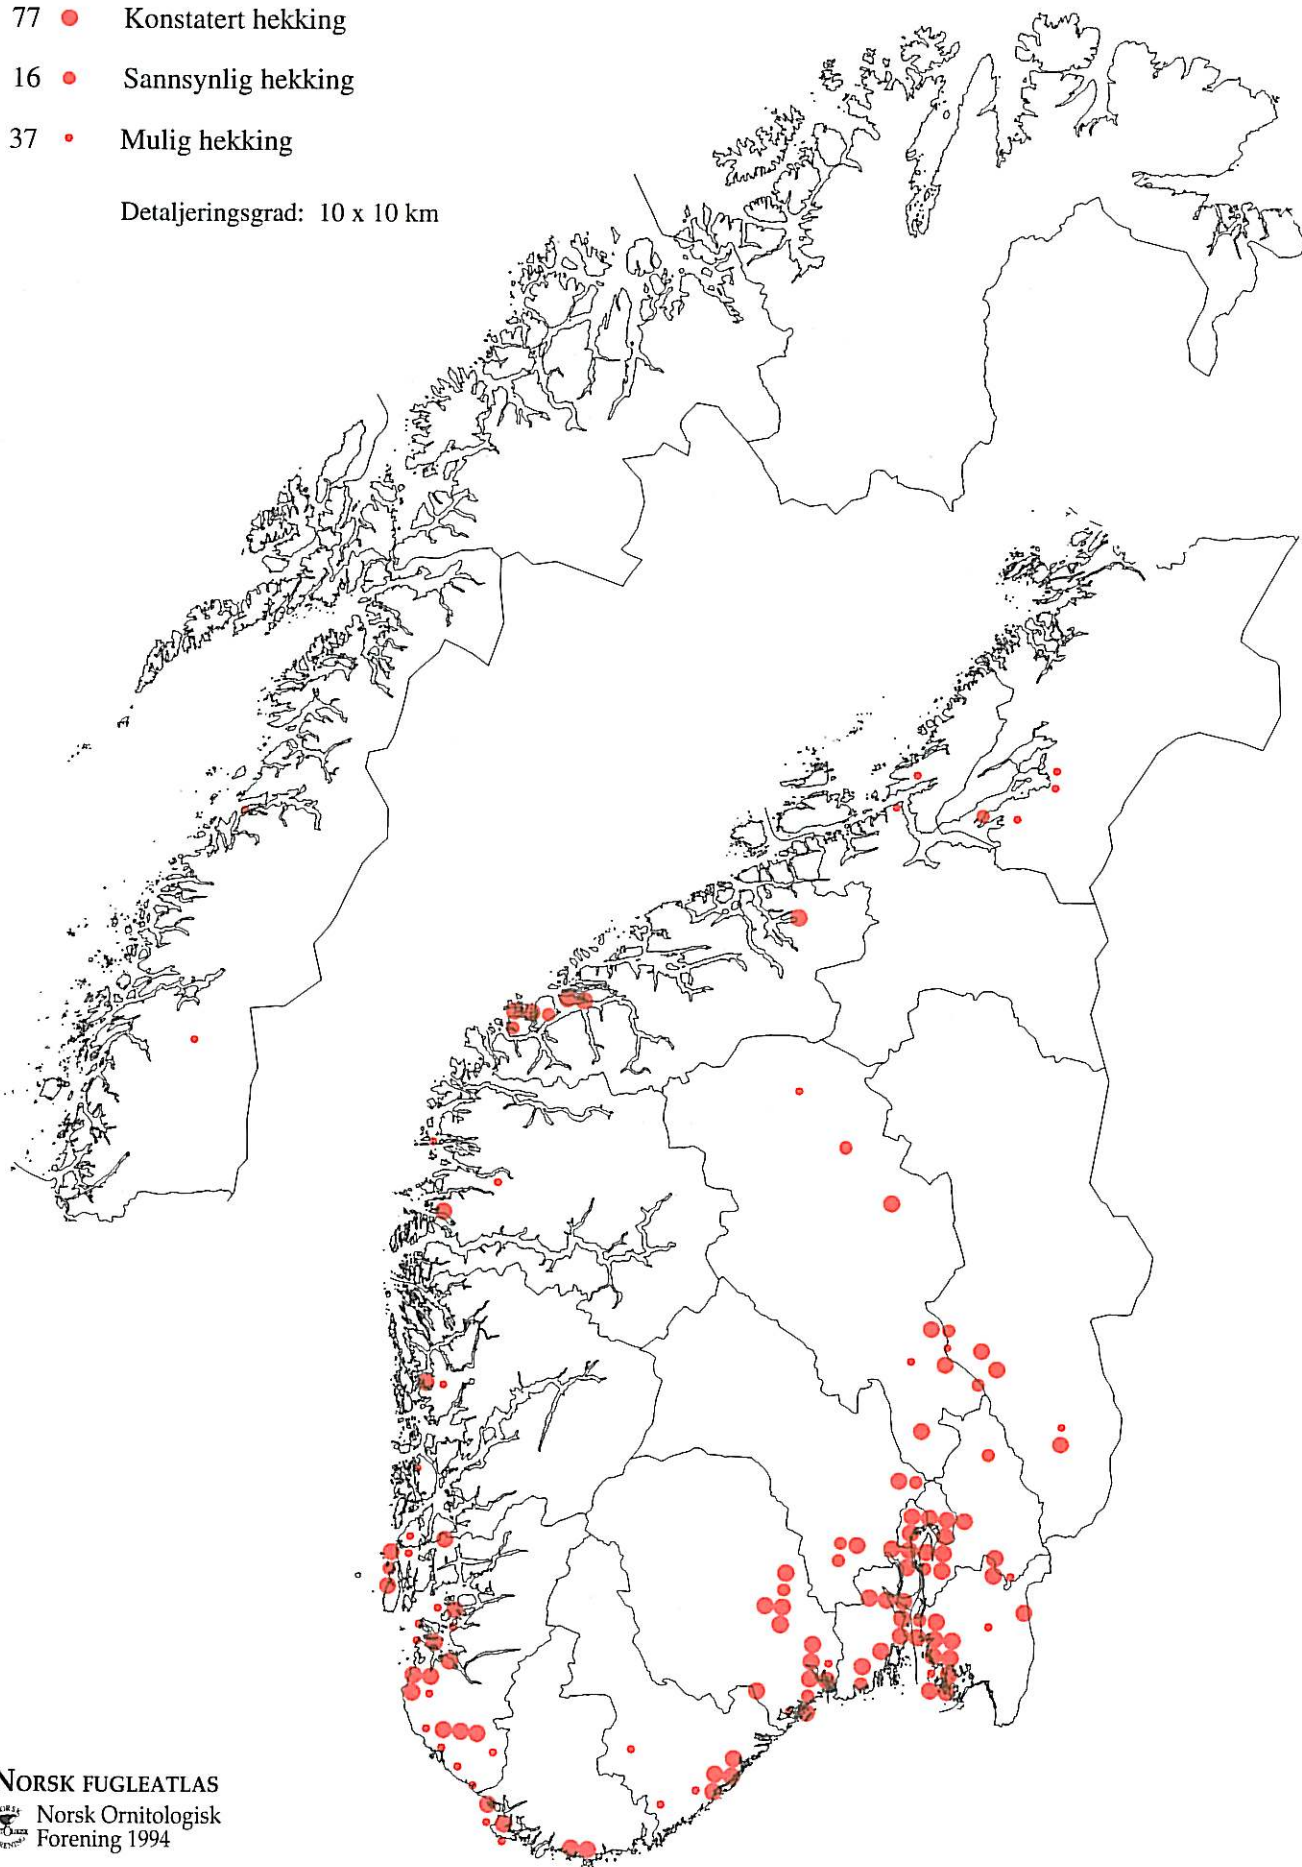 77 Konstatert hekking
16 Sannsynlig hekking
37 Mulig hekking
Detaljeringsgrad: 10 x 10 km
NORSK FUGLEATLAS
Norsk Ornitologisk
Forening 1994